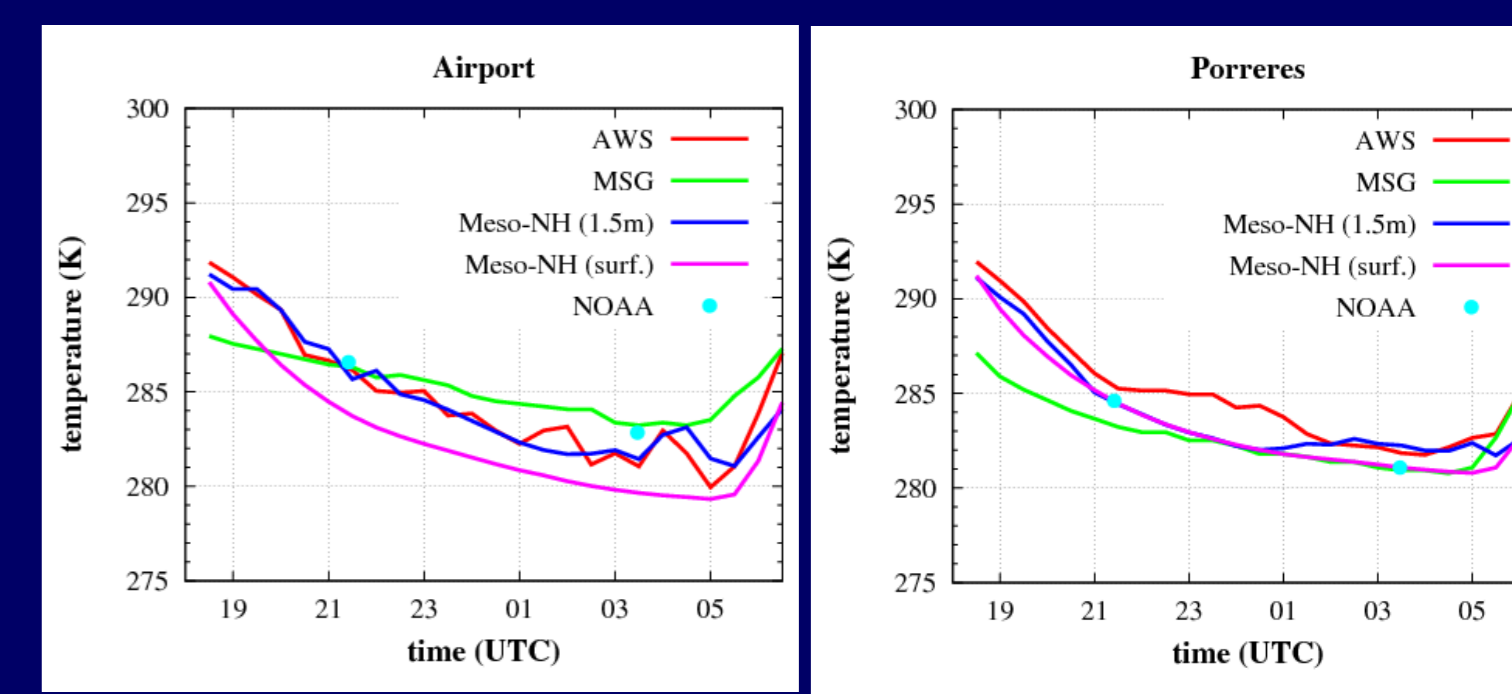 Airport
300
295
290
285
280
275
temperature (K)
AWS
MSG
Meso-NH (1.5m)
Meso-NH (surf.)
NOAA
19 21 23 01 03 05
time (UTC)
Porreres
300
295
290
285
280
275
temperature (K)
AWS
MSG
Meso-NH (1.5m)
Meso-NH (surf.)
NOAA
19 21 23 01 03 05
time (UTC)